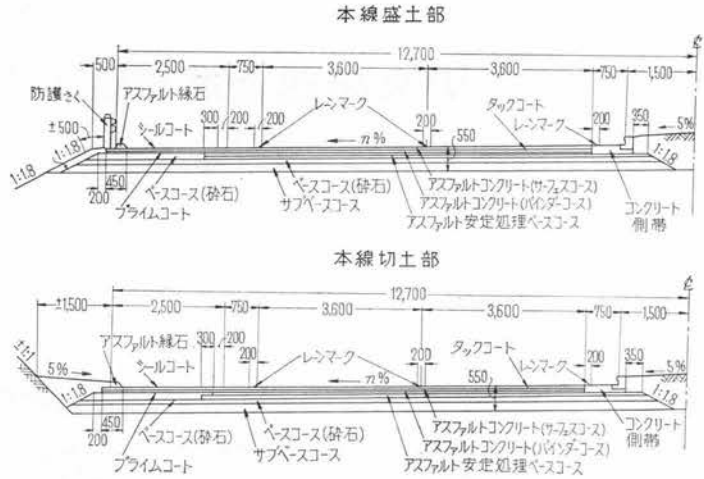 本線盛土部
12,700
500 2,500 750 3,600 3,600 750 1,500
防護さく
アスファルト縁石
レーンマーク
タックコート
レーンマーク
200
350
±500
シールコート
300 200 200
200
n%
550
5%
1:1.8
1:1.8
1:1.8
450
200
ベースコース(砕石)
プライムコート
ベースコース(砕石)
サブベースコース
アスファルトコンクリート(サーフェスコース)
アスファルトコンクリート(バインダーコース)
アスファルト安定処理ベースコース
コンクリート
側帯
本線切土部
12,700
±1,500 2,500 750 3,600 3,600 750 1,500
アスファルト縁石
300 200
レーンマーク
タックコート
レーンマーク
200
350
±1:1
5%
シールコート
200
n%
200
550
5%
1:1.8
1:1.8
200 450
ベースコース(砕石)
プライムコート
ベースコース(砕石)
サブベースコース
アスファルトコンクリート(サーフェスコース)
アスファルトコンクリート(バインダーコース)
アスファルト安定処理ベースコース
コンクリート
側帯